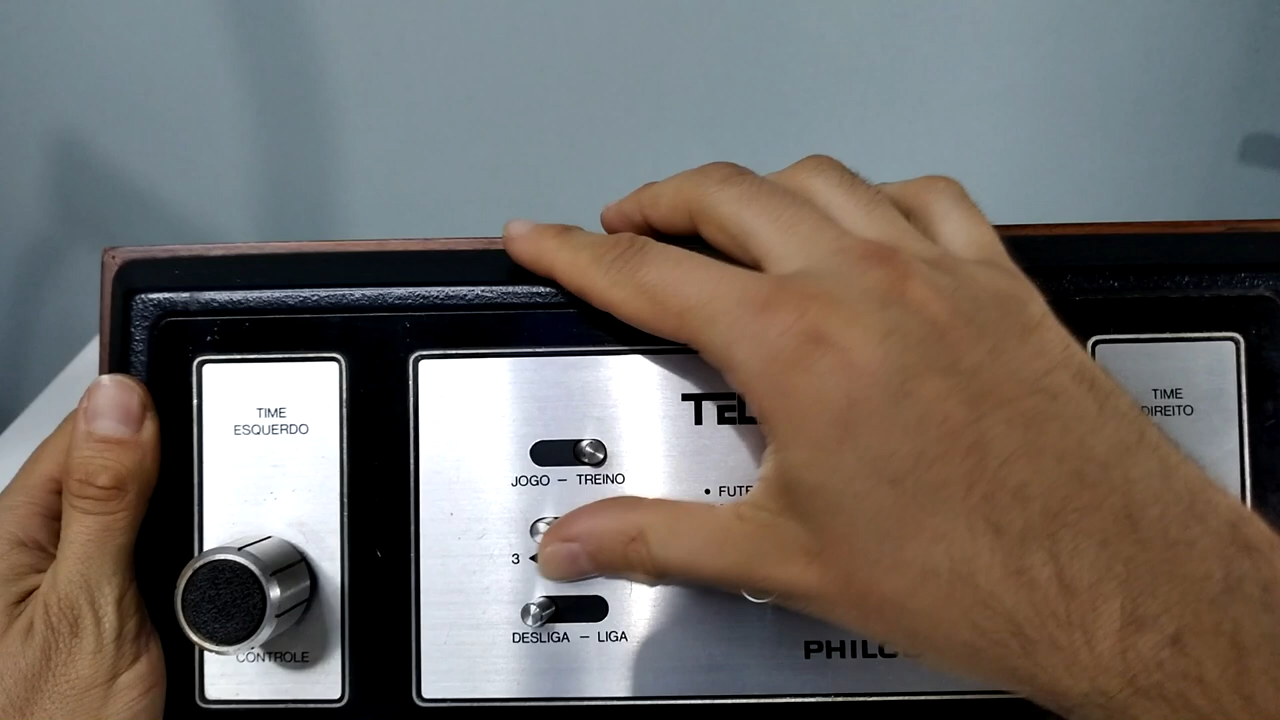 TIME
ESQUERDO
CONTROLE
JOGO – TREINO
3
DESLIGA – LIGA
TIME
DIREITO